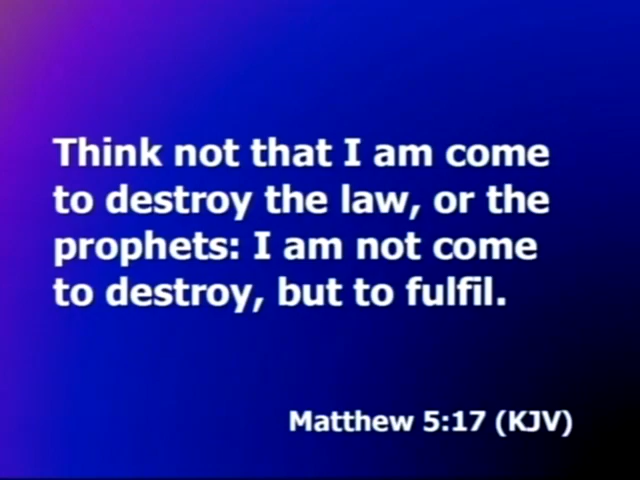 Think not that I am come
to destroy the law, or the
prophets: I am not come
to destroy, but to fulfil.
Matthew 5:17 (KJV)